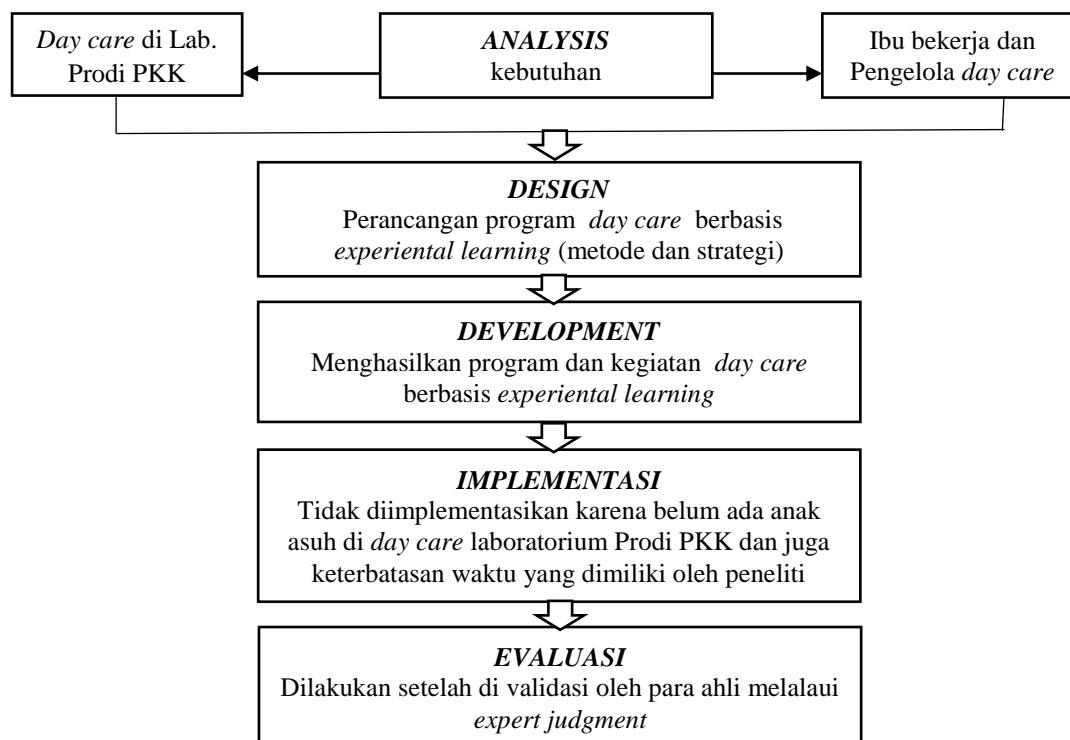 Day care di Lab.
Prodi PKK
ANALYSIS
kebutuhan
Ibu bekerja dan
Pengelola day care
DESIGN
Perancangan program day care berbasis
experiental learning (metode dan strategi)
DEVELOPMENT
Menghasilkan program dan kegiatan day care
berbasis experiental learning
IMPLEMENTASI
Tidak diimplementasikan karena belum ada anak
asuh di day care laboratorium Prodi PKK dan juga
keterbatasan waktu yang dimiliki oleh peneliti
EVALUASI
Dilakukan setelah di validasi oleh para ahli melalaui
expert judgment